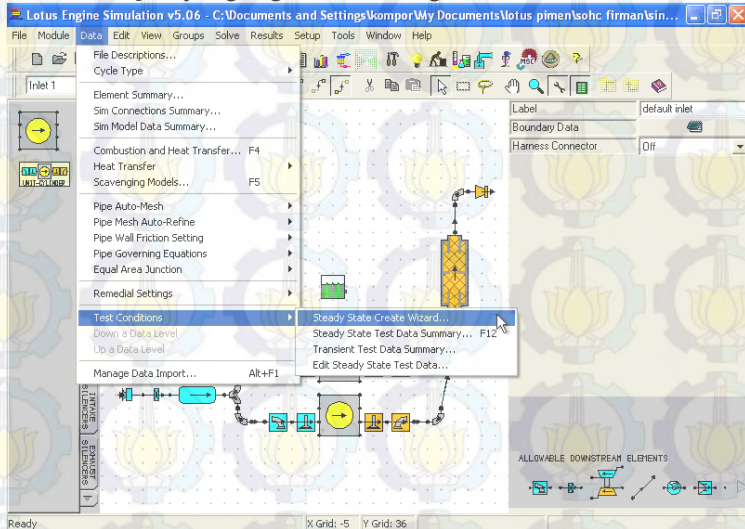 Lotus Engine Simulation v5.06 - C:\Documents and Settings\kompor\My Documents\lotus pimen\sohc firman\sin...
File Module Data Edit View Groups Solve Results Setup Tools Window Help
Inlet 1
File Descriptions...
Cycle Type
Element Summary...
Sim Connections Summary...
Sim Model Data Summary...
Combustion and Heat Transfer... F4
Heat Transfer
Scavenging Models... F5
Pipe Auto-Mesh
Pipe Mesh Auto-Refine
Pipe Wall Friction Setting
Pipe Governing Equations
Equal Area Junction
Remedial Settings
Test Conditions
Down a Data Level
Up a Data Level
Manage Data Import... Alt+F1
Steady State Create Wizard...
Steady State Test Data Summary... F12
Transient Test Data Summary...
Edit Steady State Test Data...
Label default inlet
Boundary Data
Harness Connector Off
UNIT-CYLINDER
INTAKE SILENCERS
EXHAUST SILENCERS
ALLOWABLE DOWNSTREAM ELEMENTS
Ready X Grid: -5 Y Grid: 36